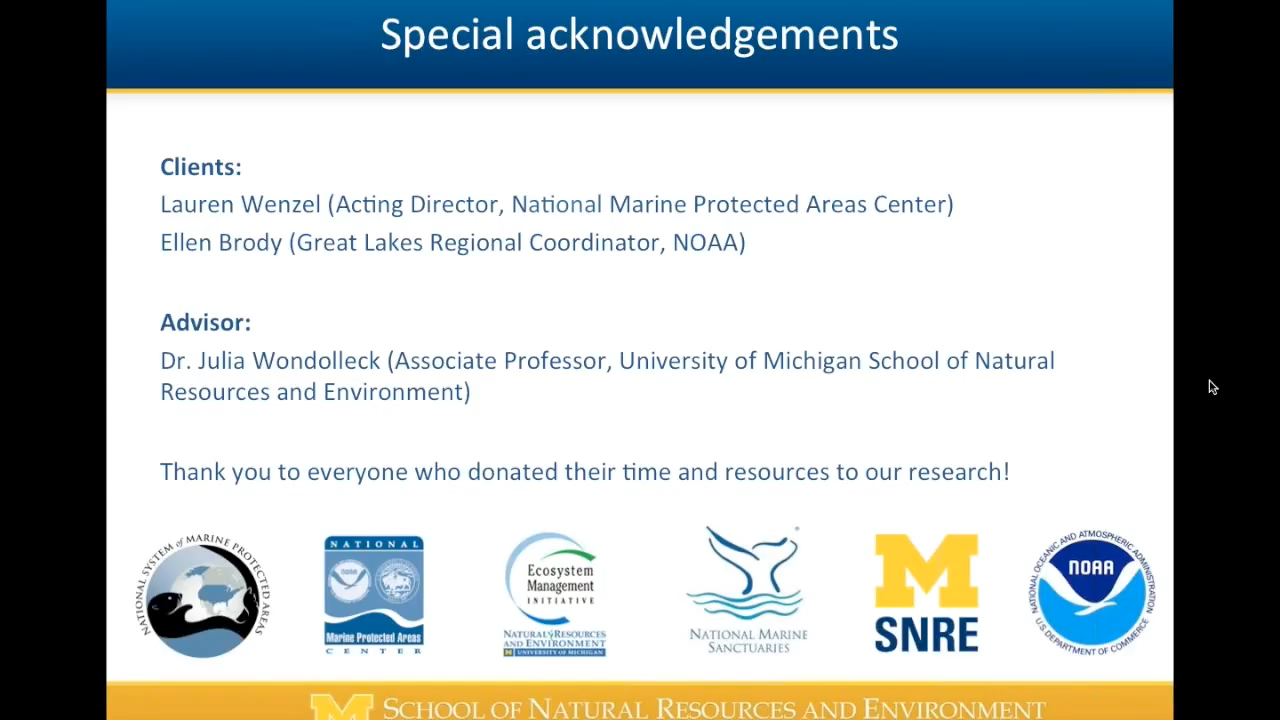 Special acknowledgements
Clients:
Lauren Wenzel (Acting Director, National Marine Protected Areas Center)
Ellen Brody (Great Lakes Regional Coordinator, NOAA)
Advisor:
Dr. Julia Wondolleck (Associate Professor, University of Michigan School of Natural
Resources and Environment)
Thank you to everyone who donated their time and resources to our research!
NATIONAL SYSTEM of MARINE PROTECTED AREAS
NATIONAL
Marine Protected Areas
CENTER
Ecosystem
Management
INITIATIVE
NATURAL RESOURCES
AND ENVIRONMENT
M UNIVERSITY OF MICHIGAN
NATIONAL MARINE
SANCTUARIES
M
SNRE
NATIONAL OCEANIC AND ATMOSPHERIC ADMINISTRATION
NOAA
U.S. DEPARTMENT OF COMMERCE
M SCHOOL OF NATURAL RESOURCES AND ENVIRONMENT